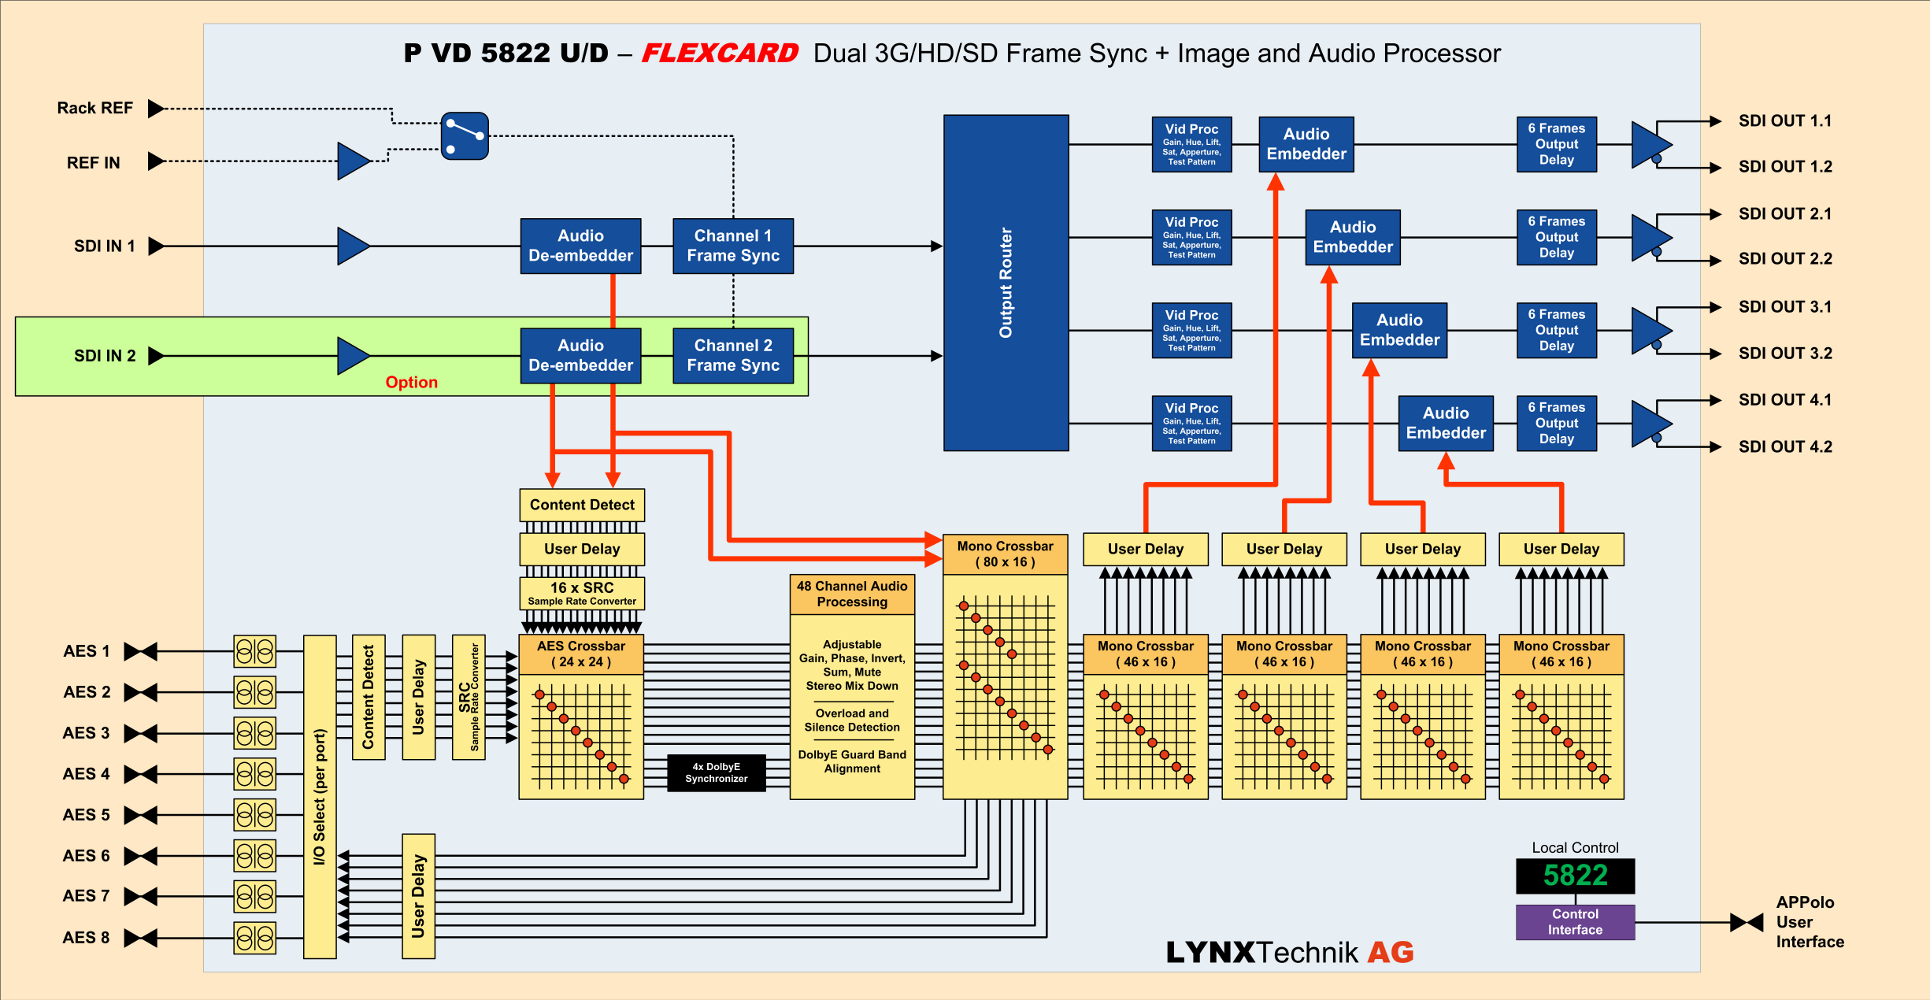 P VD 5822 U/D – FLEXCARD Dual 3G/HD/SD Frame Sync + Image and Audio Processor
Rack REF
REF IN
SDI IN 1
SDI IN 2
Option
Audio
De-embedder
Channel 1
Frame Sync
Audio
De-embedder
Channel 2
Frame Sync
Output Router
Vid Proc
Gain, Hue, Lift,
Sat, Apperture,
Test Pattern
Audio
Embedder
6 Frames
Output
Delay
SDI OUT 1.1
SDI OUT 1.2
Vid Proc
Gain, Hue, Lift,
Sat, Apperture,
Test Pattern
Audio
Embedder
6 Frames
Output
Delay
SDI OUT 2.1
SDI OUT 2.2
Vid Proc
Gain, Hue, Lift,
Sat, Apperture,
Test Pattern
Audio
Embedder
6 Frames
Output
Delay
SDI OUT 3.1
SDI OUT 3.2
Vid Proc
Gain, Hue, Lift,
Sat, Apperture,
Test Pattern
Audio
Embedder
6 Frames
Output
Delay
SDI OUT 4.1
SDI OUT 4.2
Content Detect
User Delay
16 x SRC
Sample Rate Converter
AES Crossbar
( 24 x 24 )
48 Channel Audio
Processing
Adjustable
Gain, Phase, Invert,
Sum, Mute
Stereo Mix Down
Overload and
Silence Detection
DolbyE Guard Band
Alignment
4x DolbyE
Synchronizer
Mono Crossbar
( 80 x 16 )
User Delay
User Delay
User Delay
User Delay
Mono Crossbar
( 46 x 16 )
Mono Crossbar
( 46 x 16 )
Mono Crossbar
( 46 x 16 )
Mono Crossbar
( 46 x 16 )
AES 1
AES 2
AES 3
AES 4
AES 5
AES 6
AES 7
AES 8
I/O Select (per port)
Content Detect
User Delay
SRC
Sample Rate Converter
User Delay
Local Control
5822
Control
Interface
APPolo
User
Interface
LYNXTechnik AG